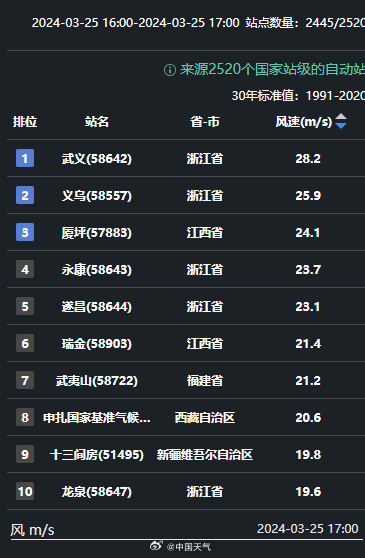 2024-03-25 16:00-2024-03-25 17:00 站点数量：2445/2520
来源2520个国家站级的自动站
30年标准值：1991-2020
排位 站名 省-市 风速(m/s)
1 武义(58642) 浙江省 28.2
2 义乌(58557) 浙江省 25.9
3 厦坪(57883) 江西省 24.1
4 永康(58643) 浙江省 23.7
5 遂昌(58644) 浙江省 23.1
6 瑞金(58903) 江西省 21.4
7 武夷山(58722) 福建省 21.2
8 申扎国家基准气候... 西藏自治区 20.6
9 十三间房(51495) 新疆维吾尔自治区 19.8
10 龙泉(58647) 浙江省 19.6
风 m/s 2024-03-25 17:00
@中国天气